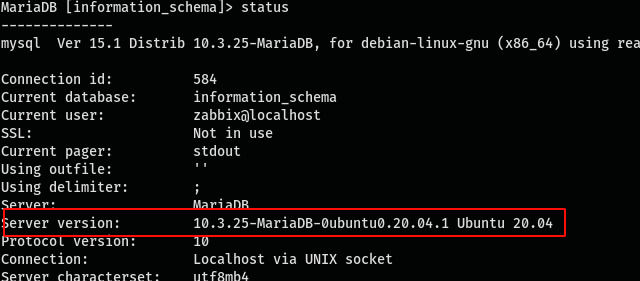 MariaDB [information_schema]> status
--------------
mysql  Ver 15.1 Distrib 10.3.25-MariaDB, for debian-linux-gnu (x86_64) using rea
Connection id:          584
Current database:       information_schema
Current user:           zabbix@localhost
SSL:                    Not in use
Current pager:          stdout
Using outfile:          ''
Using delimiter:        ;
Server:                 MariaDB
Server version:         10.3.25-MariaDB-0ubuntu0.20.04.1 Ubuntu 20.04
Protocol version:       10
Connection:             Localhost via UNIX socket
Server characterset:    utf8mb4